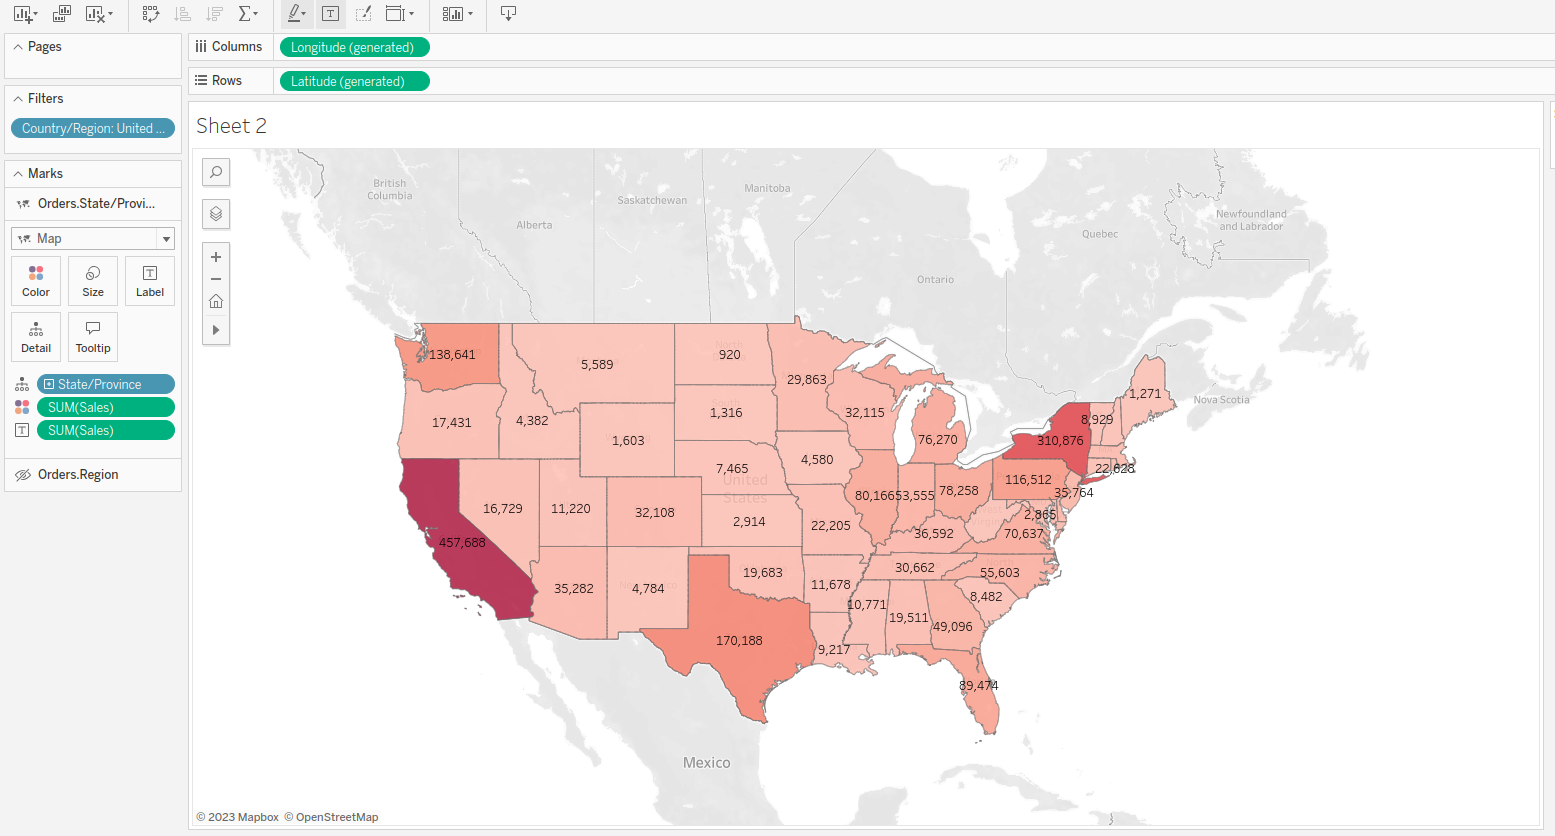 Pages
Columns
Longitude (generated)
Rows
Latitude (generated)
Filters
Country/Region: United ...
Marks
Orders.State/Provi...
Map
Color
Size
Label
Detail
Tooltip
State/Province
SUM(Sales)
SUM(Sales)
Orders.Region
Sheet 2
British
Columbia
Alberta
Saskatchewan
Manitoba
Ontario
Quebec
Newfoundland
and Labrador
Nova Scotia
138,641
5,589
920
29,863
1,271
17,431
4,382
1,316
32,115
8,929
1,603
76,270
310,876
7,465
4,580
22,628
United
States
116,512
80,166
53,555
78,258
35,764
16,729
11,220
32,108
2,914
22,205
2,865
West
Virginia
36,592
70,637
457,688
30,662
55,603
35,282
4,784
19,683
11,678
10,771
8,482
19,511
49,096
170,188
9,217
89,474
Mexico
© 2023 Mapbox © OpenStreetMap